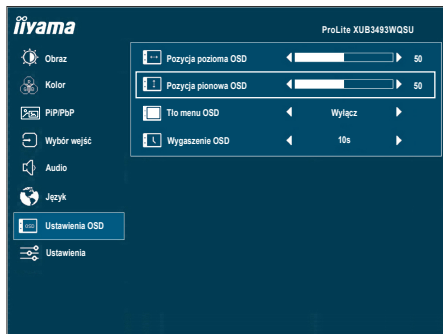 iiyama
ProLite XUB3493WQSU
Obraz
Kolor
PiP/PbP
Wybór wejść
Audio
Język
OSD
Ustawienia OSD
Ustawienia
Pozycja pozioma OSD 50
Pozycja pionowa OSD 50
Tło menu OSD Wyłącz
Wygaszenie OSD 10s